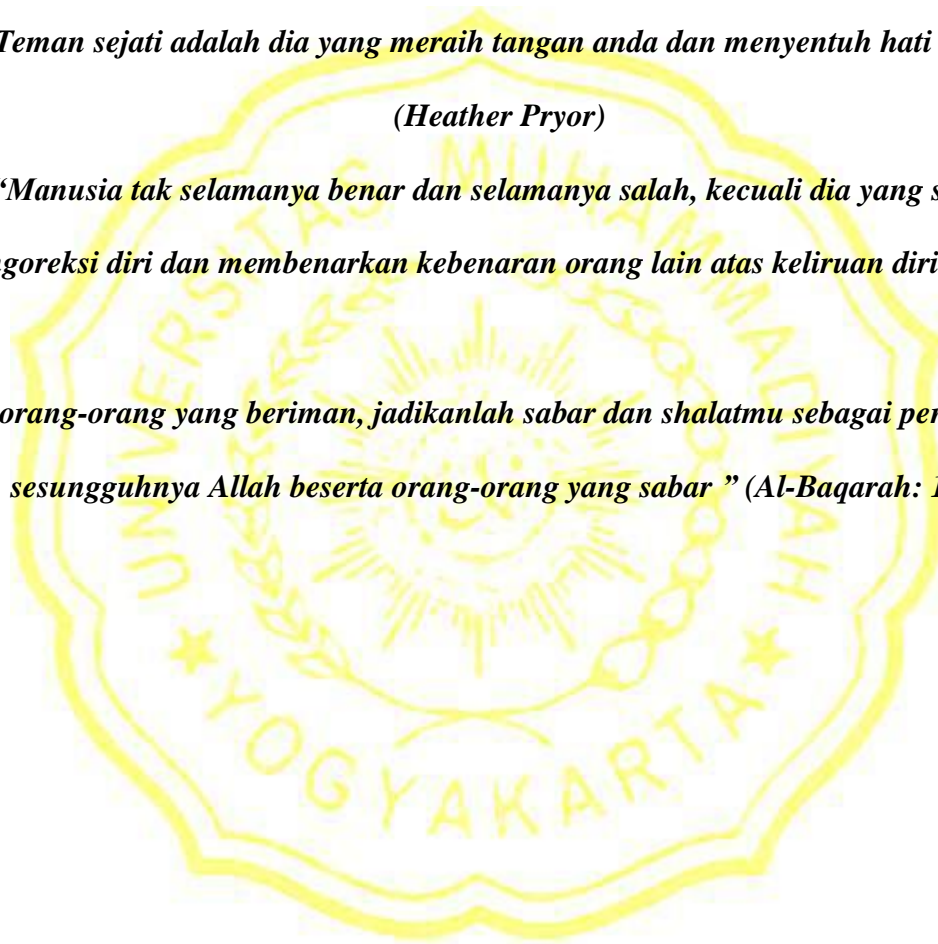 Teman sejati adalah dia yang meraih tangan anda dan menyentuh hati
(Heather Pryor)
“Manusia tak selamanya benar dan selamanya salah, kecuali dia yang
diri dan membenarkan kebenaran orang lain atas keliruan diri
orang-orang yang beriman, jadikanlah sabar dan shalatmu sebagai
sesungguhnya Allah beserta orang-orang yang sabar ” (Al-Baqarah:
UNIVERSITAS MUHAMMADIYAH
★ YOGYAKARTA ★